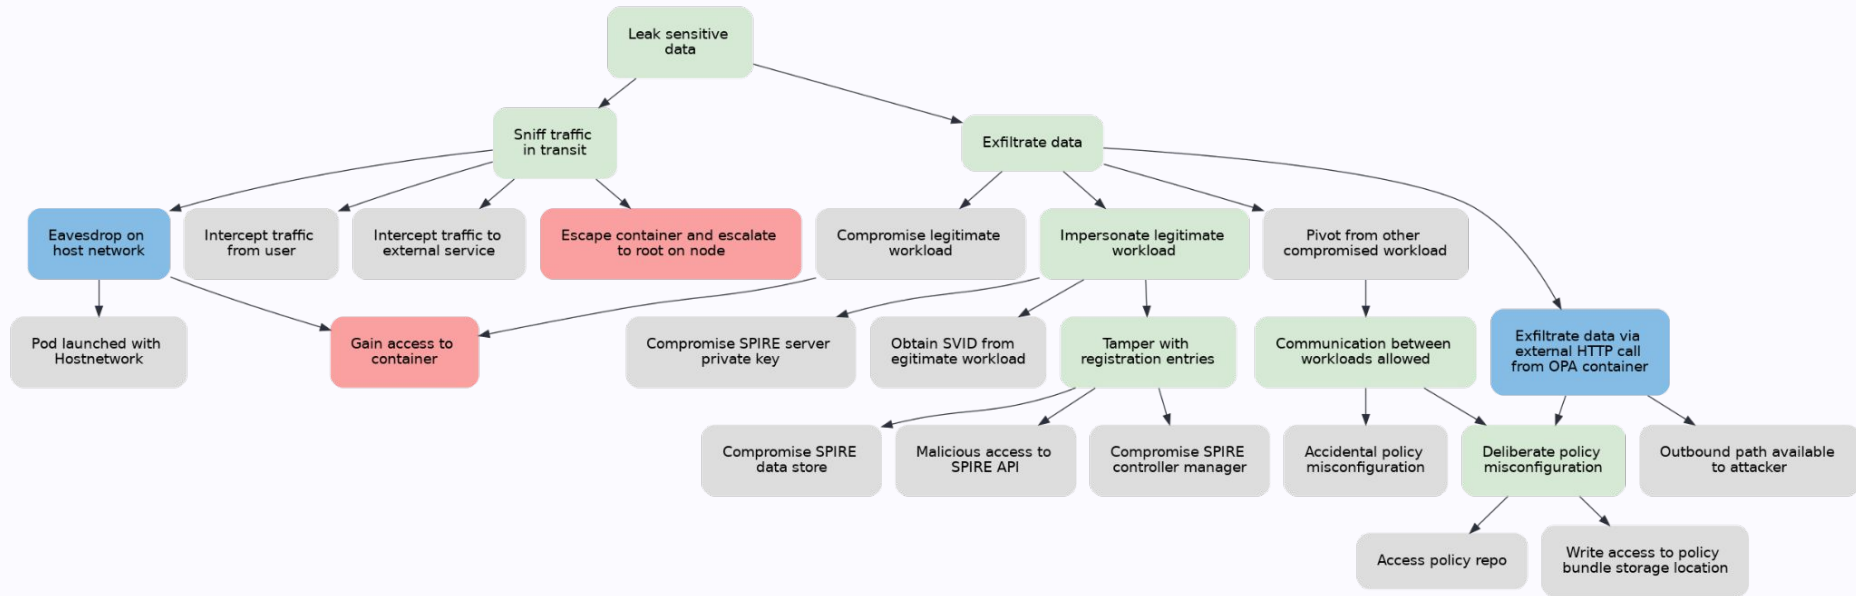 Leak sensitive
data
Sniff traffic
in transit
Exfiltrate data
Eavesdrop on
host network
Intercept traffic
from user
Intercept traffic to
external service
Escape container and escalate
to root on node
Compromise legitimate
workload
Impersonate legitimate
workload
Pivot from other
compromised workload
Pod launched with
Hostnetwork
Gain access to
container
Compromise SPIRE server
private key
Obtain SVID from
egitimate workload
Tamper with
registration entries
Communication between
workloads allowed
Exfiltrate data via
external HTTP call
from OPA container
Compromise SPIRE
data store
Malicious access to
SPIRE API
Compromise SPIRE
controller manager
Accidental policy
misconfiguration
Deliberate policy
misconfiguration
Outbound path available
to attacker
Access policy repo
Write access to policy
bundle storage location